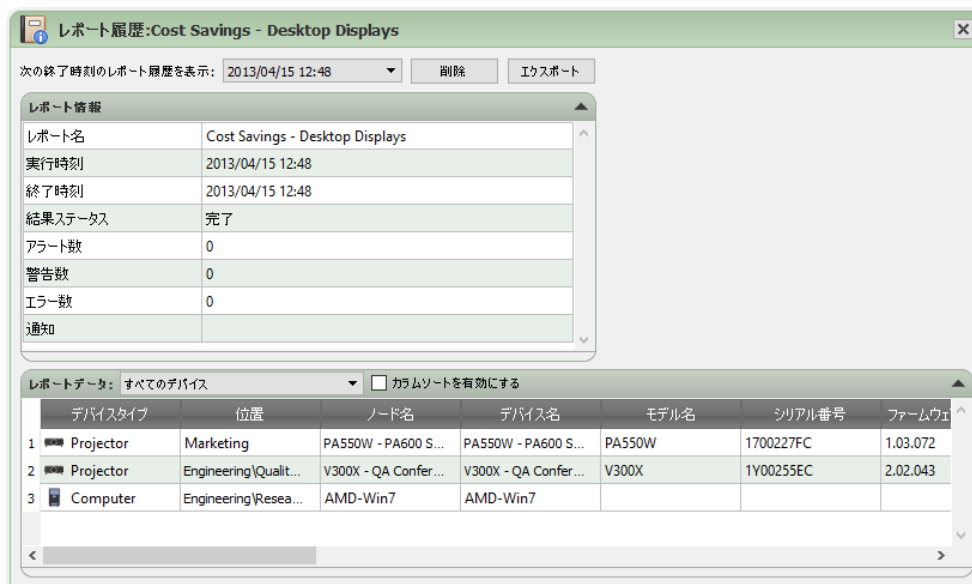 レポート履歴:Cost Savings - Desktop Displays
次の終了時刻のレポート履歴を表示: 2013/04/15 12:48 削除 エクスポート
レポート情報
レポート名 Cost Savings - Desktop Displays
実行時刻 2013/04/15 12:48
終了時刻 2013/04/15 12:48
結果ステータス 完了
アラート数 0
警告数 0
エラー数 0
通知
レポートデータ: すべてのデバイス カラムソートを有効にする
デバイスタイプ 位置 ノード名 デバイス名 モデル名 シリアル番号 ファームウェ
1 Projector Marketing PA550W - PA600 S... PA550W - PA600 S... PA550W 1700227FC 1.03.072
2 Projector Engineering\Qualit... V300X - QA Confer... V300X - QA Confer... V300X 1Y00255EC 2.02.043
3 Computer Engineering\Resea... AMD-Win7 AMD-Win7